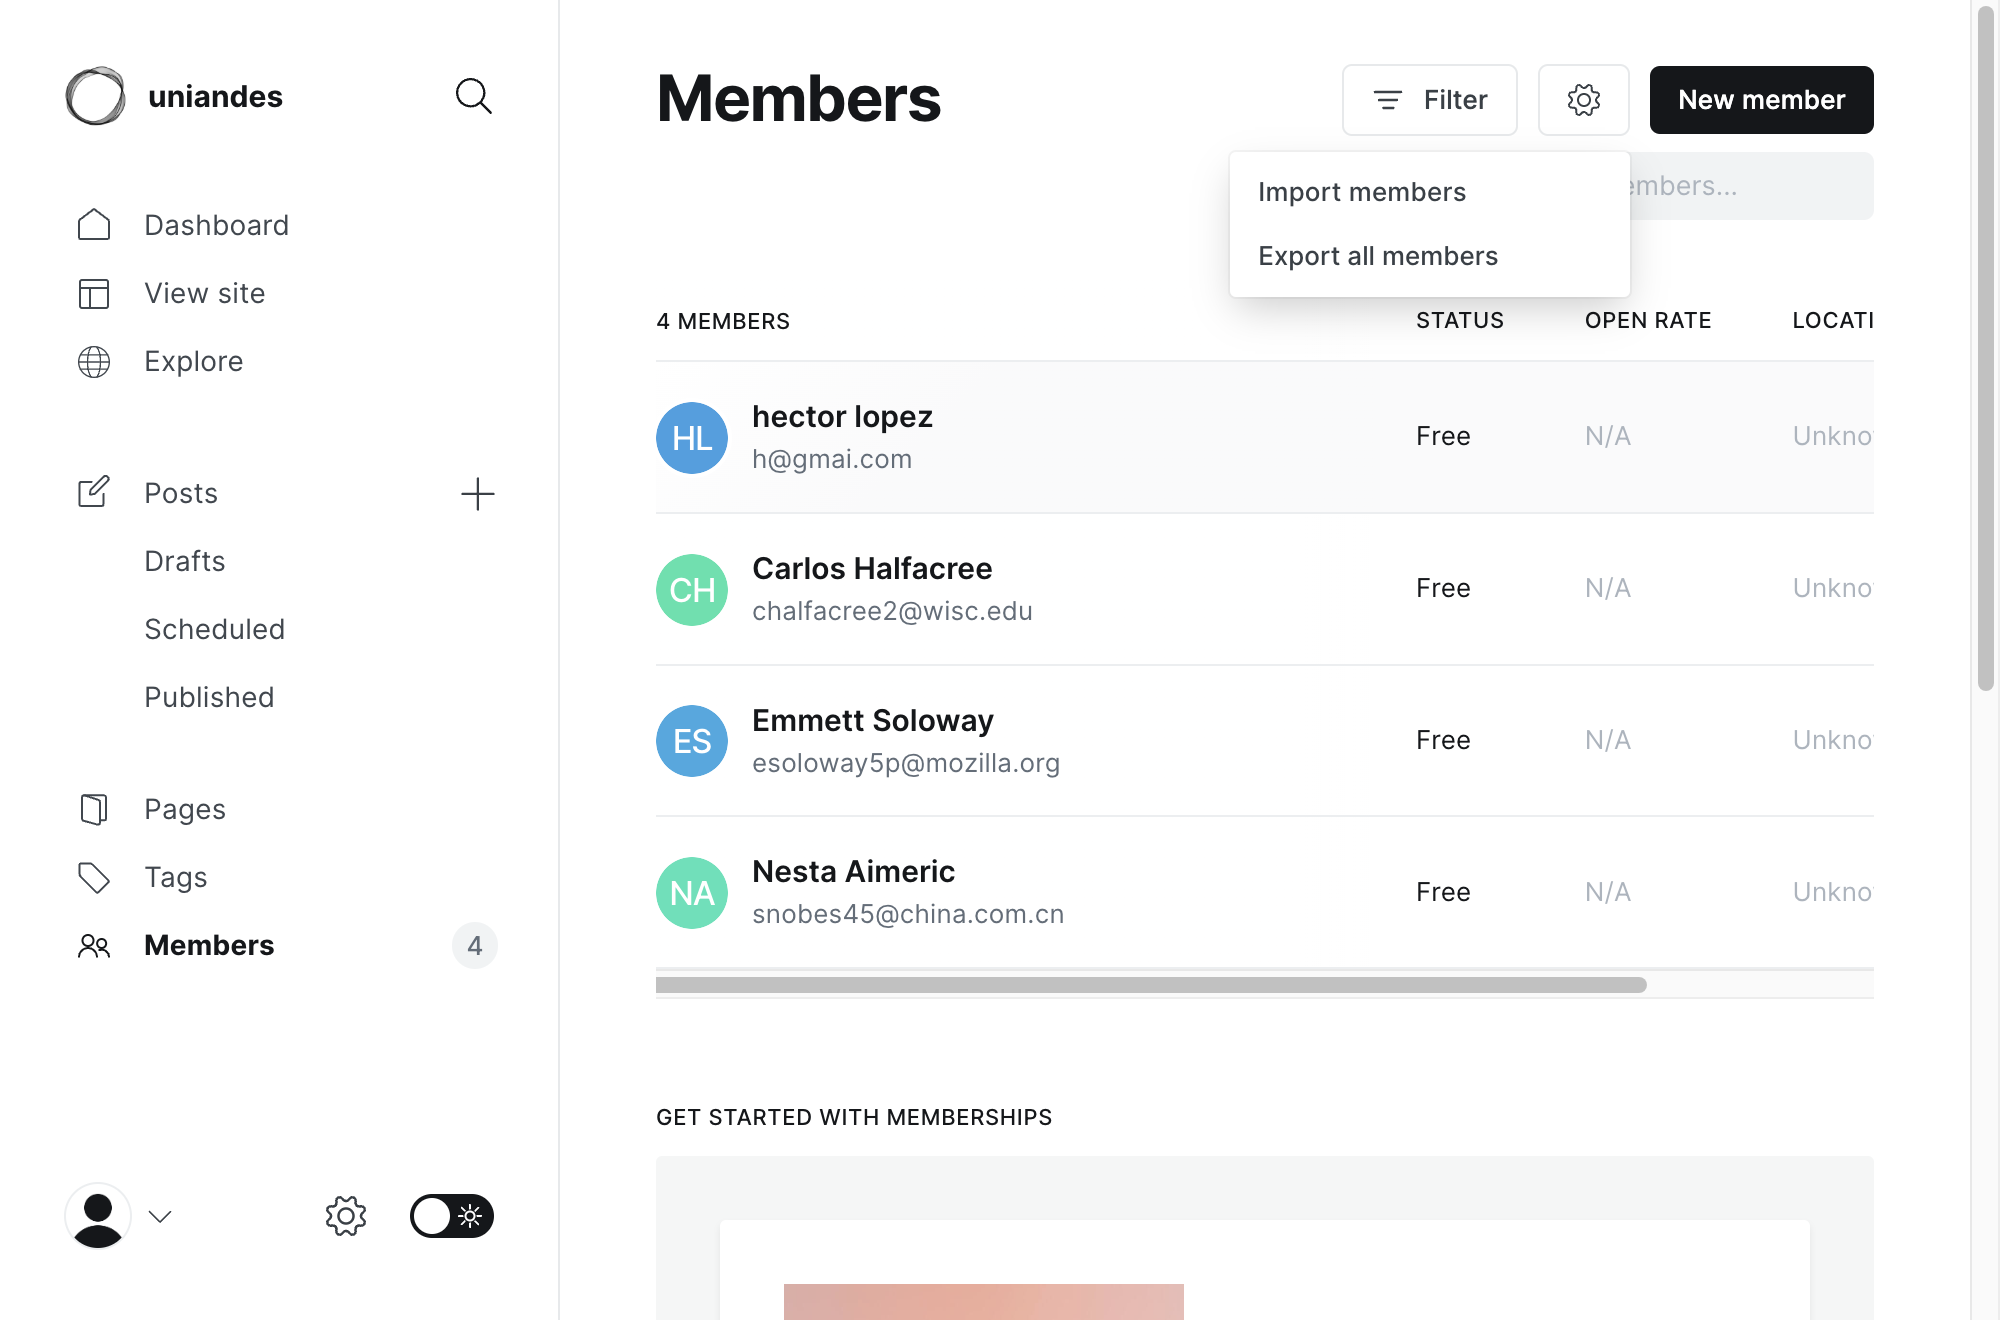 uniandes
Dashboard
View site
Explore
Posts
Drafts
Scheduled
Published
Pages
Tags
Members
4
Members
Filter
New member
Import members
Export all members
embers...
4 MEMBERS
STATUS
OPEN RATE
LOCATI
HL
hector lopez
h@gmai.com
Free
N/A
Unkno
CH
Carlos Halfacree
chalfacree2@wisc.edu
Free
N/A
Unkno
ES
Emmett Soloway
esoloway5p@mozilla.org
Free
N/A
Unkno
NA
Nesta Aimeric
snobes45@china.com.cn
Free
N/A
Unkno
GET STARTED WITH MEMBERSHIPS